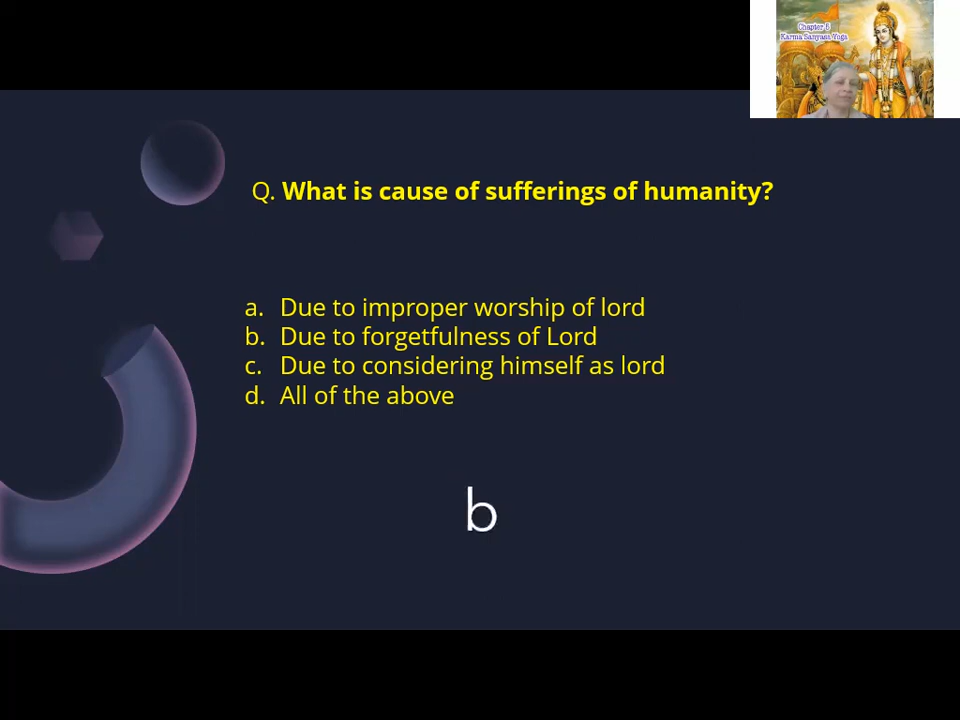 Chapter 5
Karma Sanyasa Yoga
Q. What is cause of sufferings of humanity?
a. Due to improper worship of lord
b. Due to forgetfulness of Lord
c. Due to considering himself as lord
d. All of the above
b